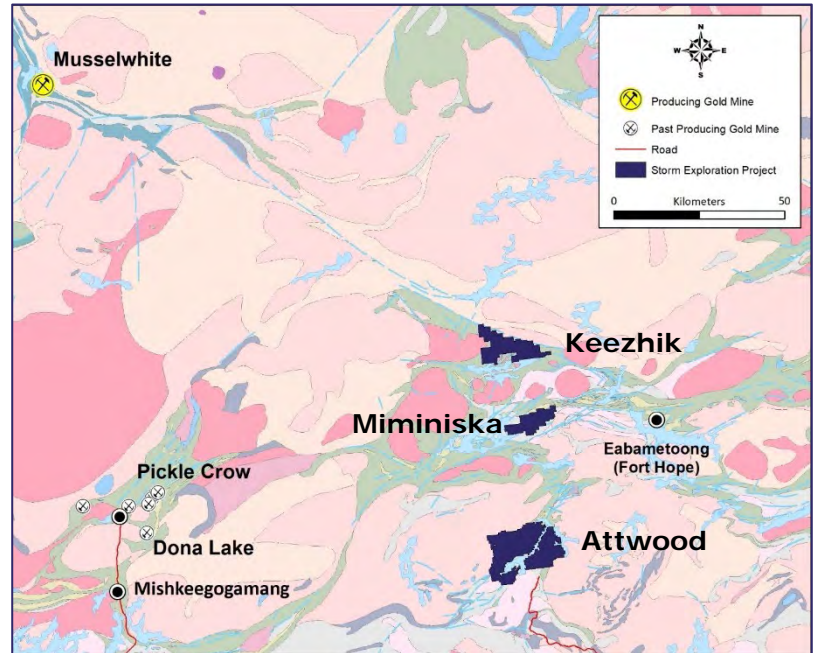 Musselwhite
N
W E
S
Producing Gold Mine
Past Producing Gold Mine
Road
Storm Exploration Project
0 Kilometers 50
Keezhik
Miminiska
Eabametoong
(Fort Hope)
Pickle Crow
Dona Lake
Attwood
Mishkeegogamang